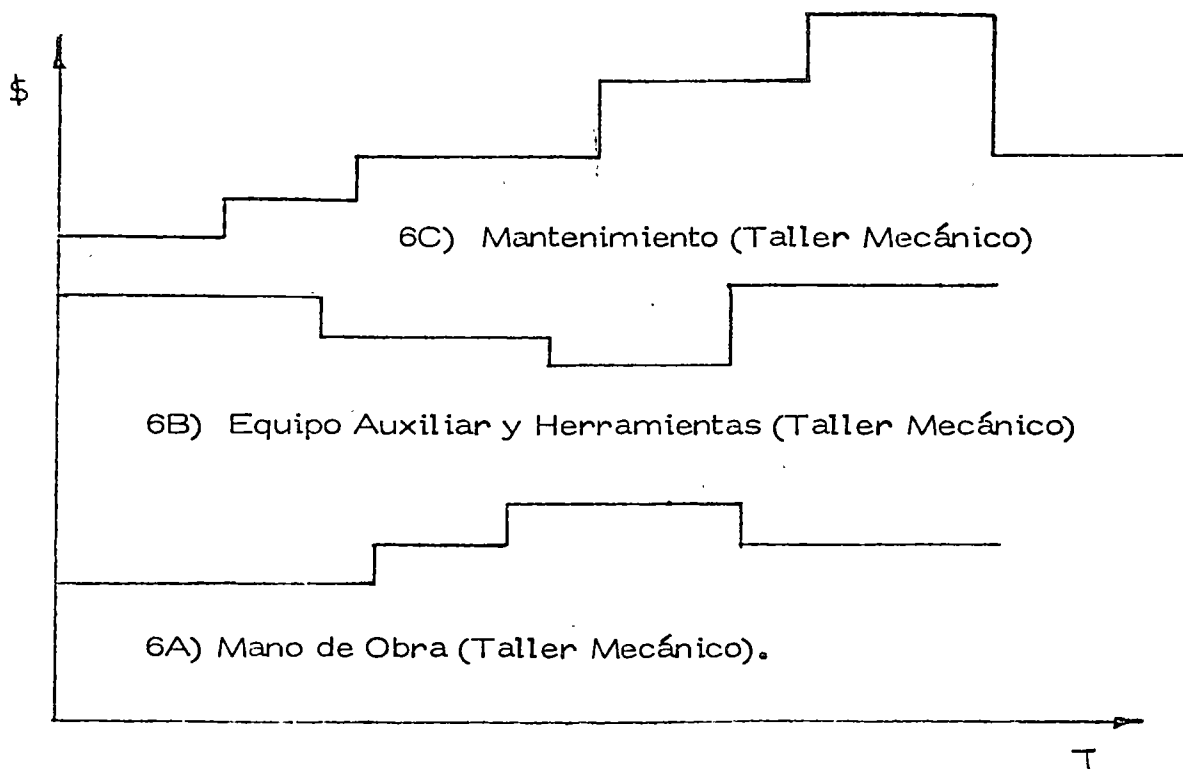 $
6C) Mantenimiento (Taller Mecánico)
6B) Equipo Auxiliar y Herramientas (Taller Mecánico)
6A) Mano de Obra (Taller Mecánico).
T